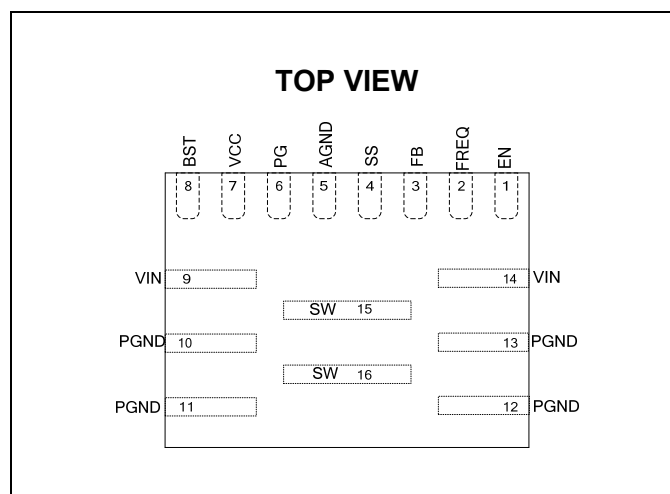 TOP VIEW
BST VCC PG AGND SS FB FREQ EN
8 7 6 5 4 3 2 1
VIN 9 14 VIN
SW 15
PGND 10 13 PGND
SW 16
PGND 11 12 PGND